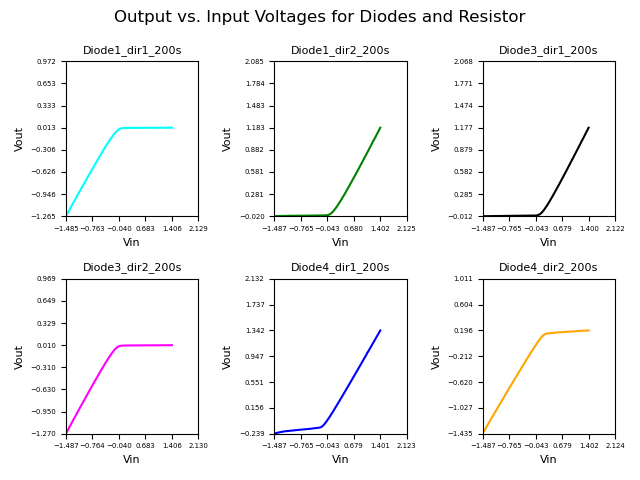 Output vs. Input Voltages for Diodes and Resistor
Diode1_dir1_200s
0.972
0.653
0.333
0.013
−0.306
−0.626
−0.946
−1.265
Vout
−1.485 −0.763 −0.040 0.683 1.406 2.129
Vin
Diode1_dir2_200s
2.085
1.784
1.483
1.183
0.882
0.581
0.281
−0.020
Vout
−1.487 −0.765 −0.043 0.680 1.402 2.125
Vin
Diode3_dir1_200s
2.068
1.771
1.474
1.177
0.879
0.582
0.285
−0.012
Vout
−1.487 −0.765 −0.043 0.679 1.400 2.122
Vin
Diode3_dir2_200s
0.969
0.649
0.329
0.010
−0.310
−0.630
−0.950
−1.270
Vout
−1.487 −0.764 −0.040 0.683 1.406 2.130
Vin
Diode4_dir1_200s
2.132
1.737
1.342
0.947
0.551
0.156
−0.239
Vout
−1.487 −0.765 −0.043 0.679 1.401 2.123
Vin
Diode4_dir2_200s
1.011
0.604
0.196
−0.212
−0.620
−1.027
−1.435
Vout
−1.487 −0.765 −0.043 0.679 1.402 2.124
Vin